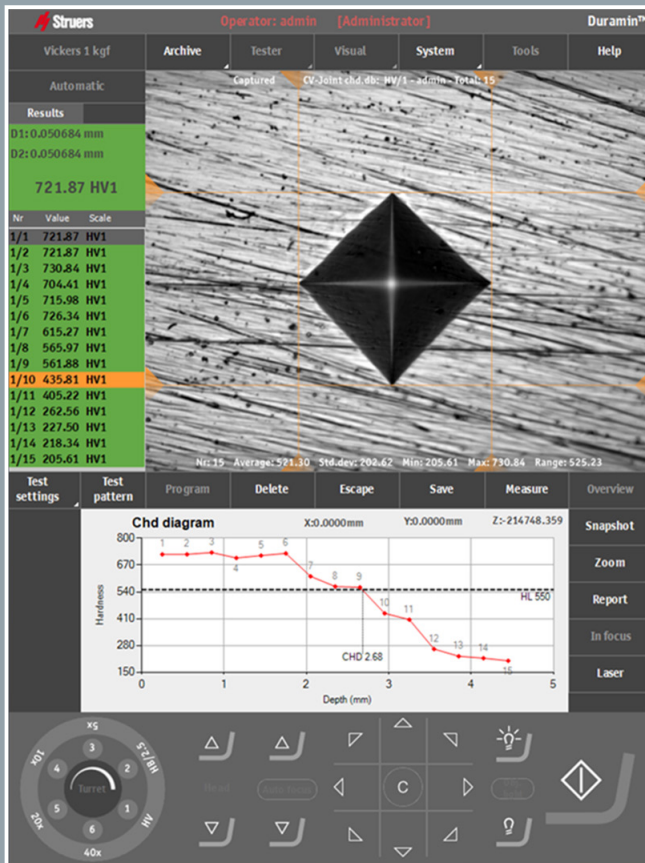 Struers
Operator: admin [Administrator]
Duramin™
Vickers 1 kgf
Archive
Tester
Visual
System
Tools
Help
Automatic
Captured CV-Joint chd.db: HV/1 - admin - Total: 15
Results
D1: 0.050684 mm
D2: 0.050684 mm
721.87 HV1
Nr Value Scale
1/1 721.87 HV1
1/2 721.87 HV1
1/3 730.84 HV1
1/4 704.41 HV1
1/5 715.98 HV1
1/6 726.34 HV1
1/7 615.27 HV1
1/8 565.97 HV1
1/9 561.88 HV1
1/10 435.81 HV1
1/11 405.22 HV1
1/12 262.56 HV1
1/13 227.50 HV1
1/14 218.34 HV1
1/15 205.61 HV1
Nr: 15 Average: 521.30 Std.dev: 202.62 Min: 205.61 Max: 730.84 Range: 525.23
Test
settings
Test
pattern
Program
Delete
Escape
Save
Measure
Overview
Chd diagram
X:0.0000mm
Y:0.0000mm
Z:-214748.359
Snapshot
Zoom
Report
In focus
Laser
Hardness
800
670
540
410
280
150
1
2
3
4
5
6
7
8
9
10
11
12
13
14
15
HL 550
CHD 2.68
0
1
2
3
4
5
Depth (mm)
5x
10x
HB/2.5
20x
HV
40x
3
4
2
5
1
6
Turret
Read
Auto focus
C